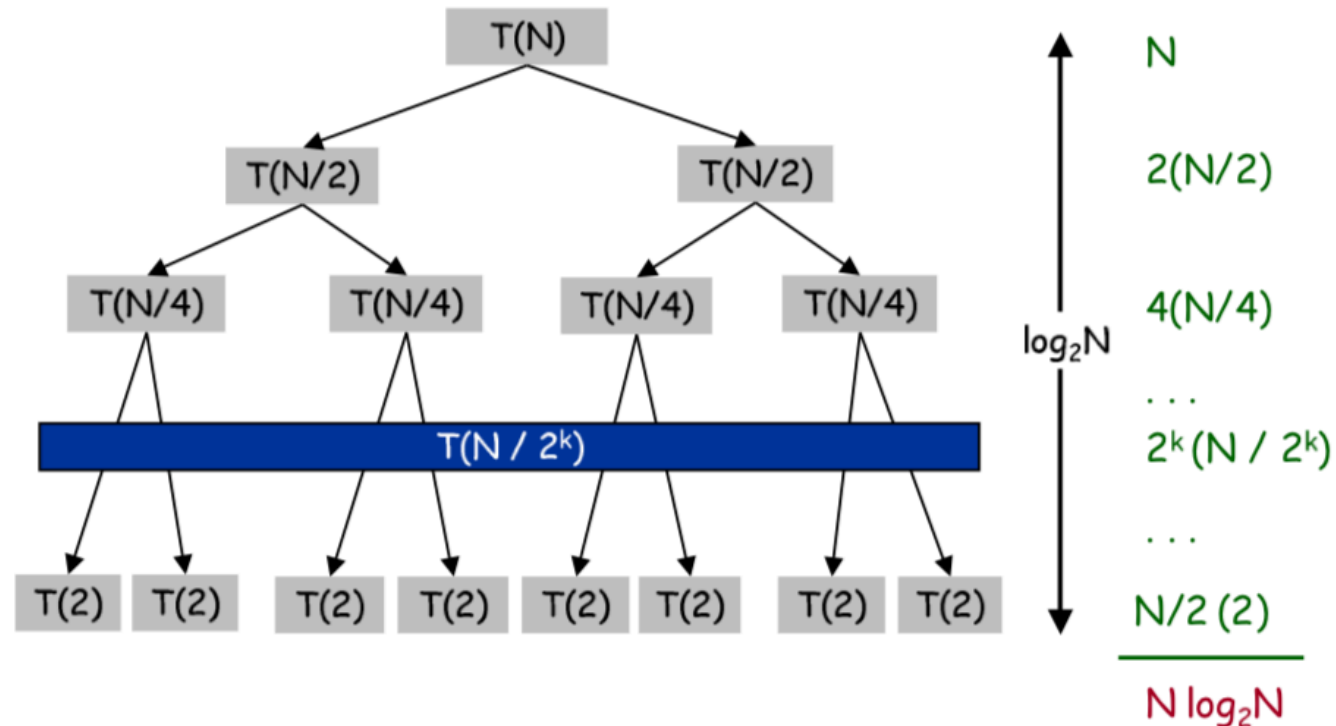 T(N)
N
T(N/2) T(N/2)
2(N/2)
T(N/4) T(N/4) T(N/4) T(N/4)
4(N/4)
log₂N
. . .
T(N / 2ᵏ)
2ᵏ(N / 2ᵏ)
. . .
T(2) T(2) T(2) T(2) T(2) T(2) T(2) T(2)
N/2 (2)
N log₂N